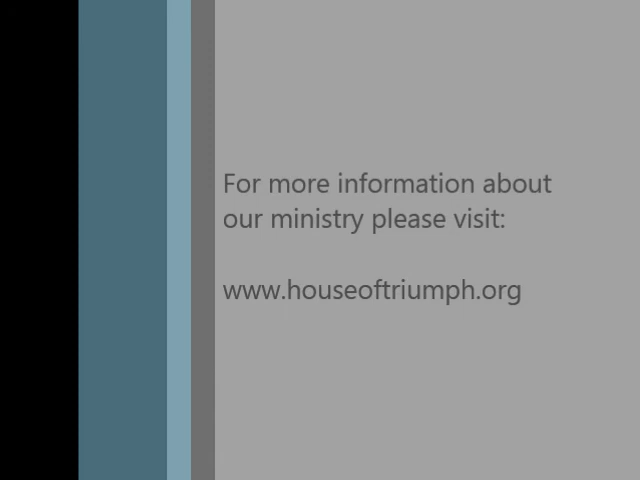 For more information about
our ministry please visit:
www.houseoftriumph.org